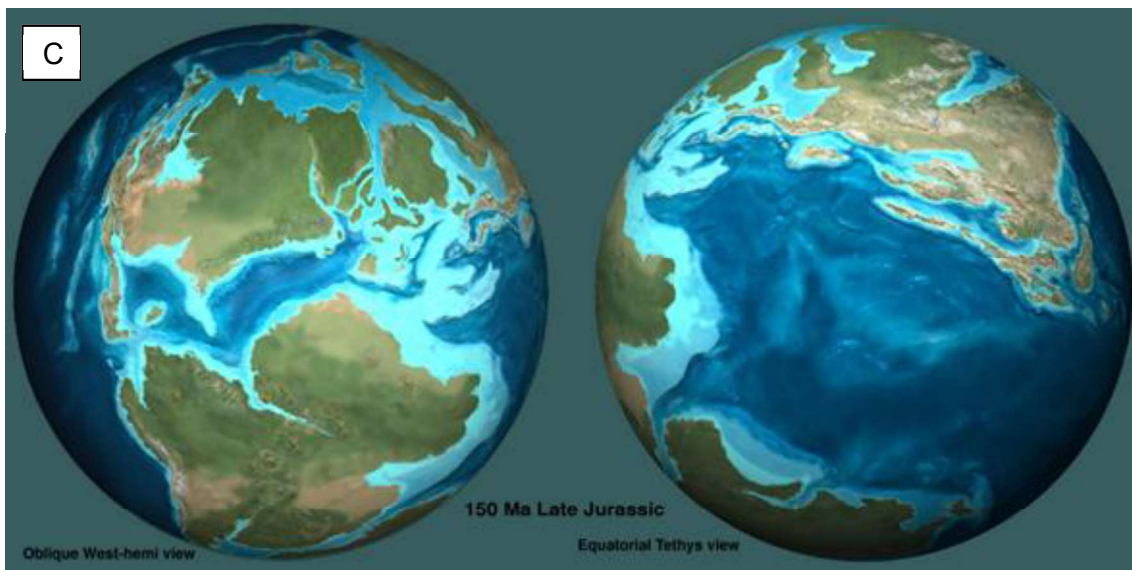 C
150 Ma Late Jurassic
Oblique West-hemi view
Equatorial Tethys view